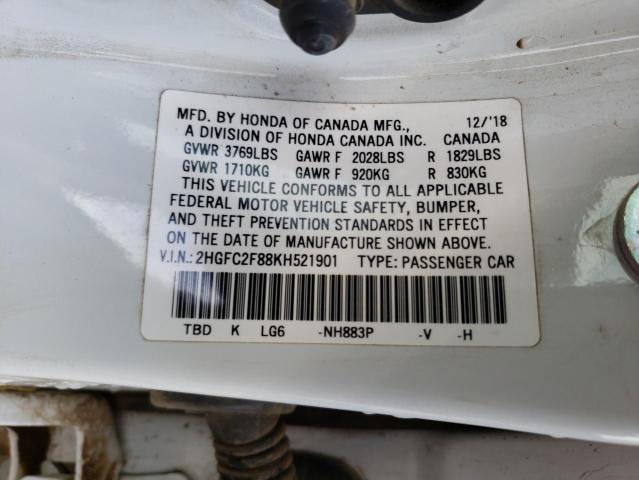 MFD. BY HONDA OF CANADA MFG., 12/'18
A DIVISION OF HONDA CANADA INC. CANADA
GVWR 3769LBS GAWR F 2028LBS R 1829LBS
GVWR 1710KG GAWR F 920KG R 830KG
THIS VEHICLE CONFORMS TO ALL APPLICABLE
FEDERAL MOTOR VEHICLE SAFETY, BUMPER,
AND THEFT PREVENTION STANDARDS IN EFFECT
ON THE DATE OF MANUFACTURE SHOWN ABOVE.
V.I.N.: 2HGFC2F88KH521901 TYPE: PASSENGER CAR
TBD K LG6 -NH883P -V -H